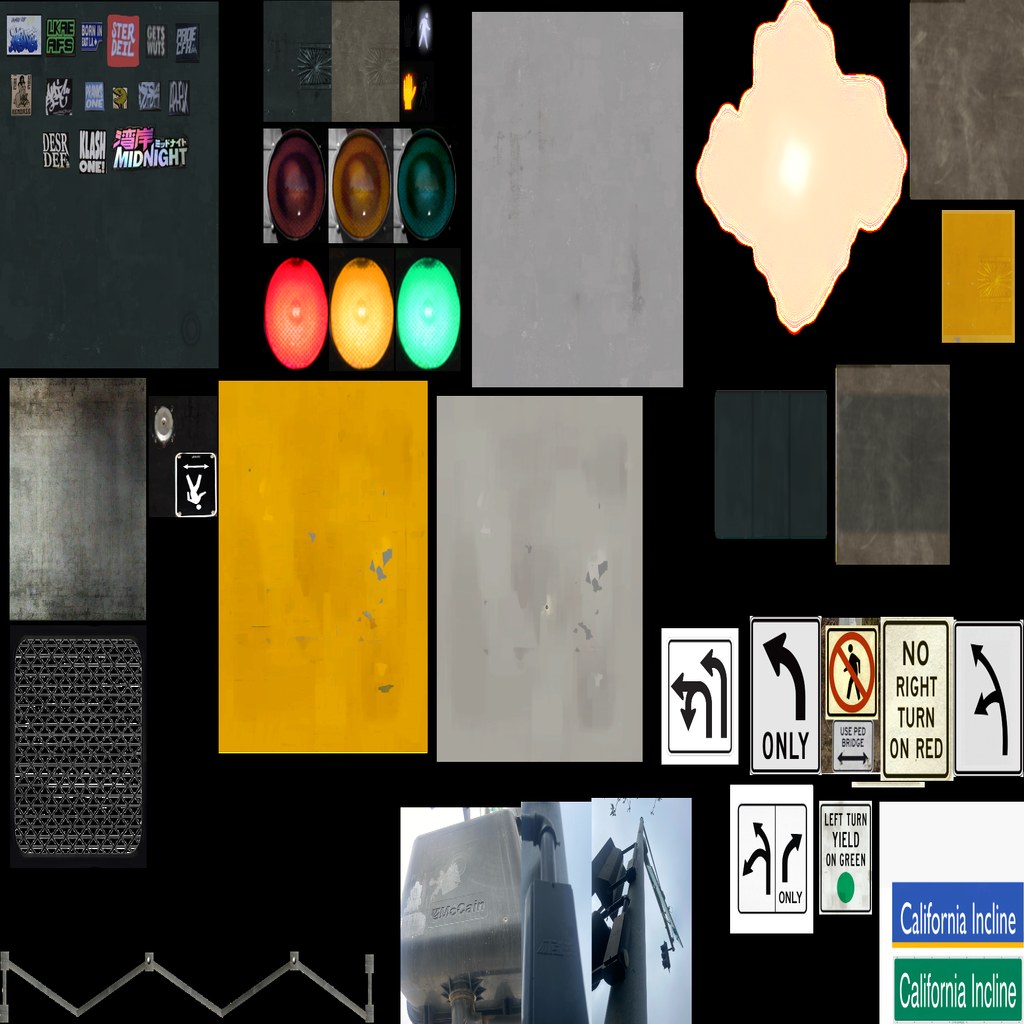 LKAE
AFS
BORN IN
STER
DEIL
GETS
WUTS
KLASH
ONE!
DESR
DEF.
湾岸
ミッドナイト
MIDNIGHT
McCain
ONLY
USE PED
BRIDGE
NO
RIGHT
TURN
ON RED
ONLY
LEFT TURN
YIELD
ON GREEN
California Incline
California Incline